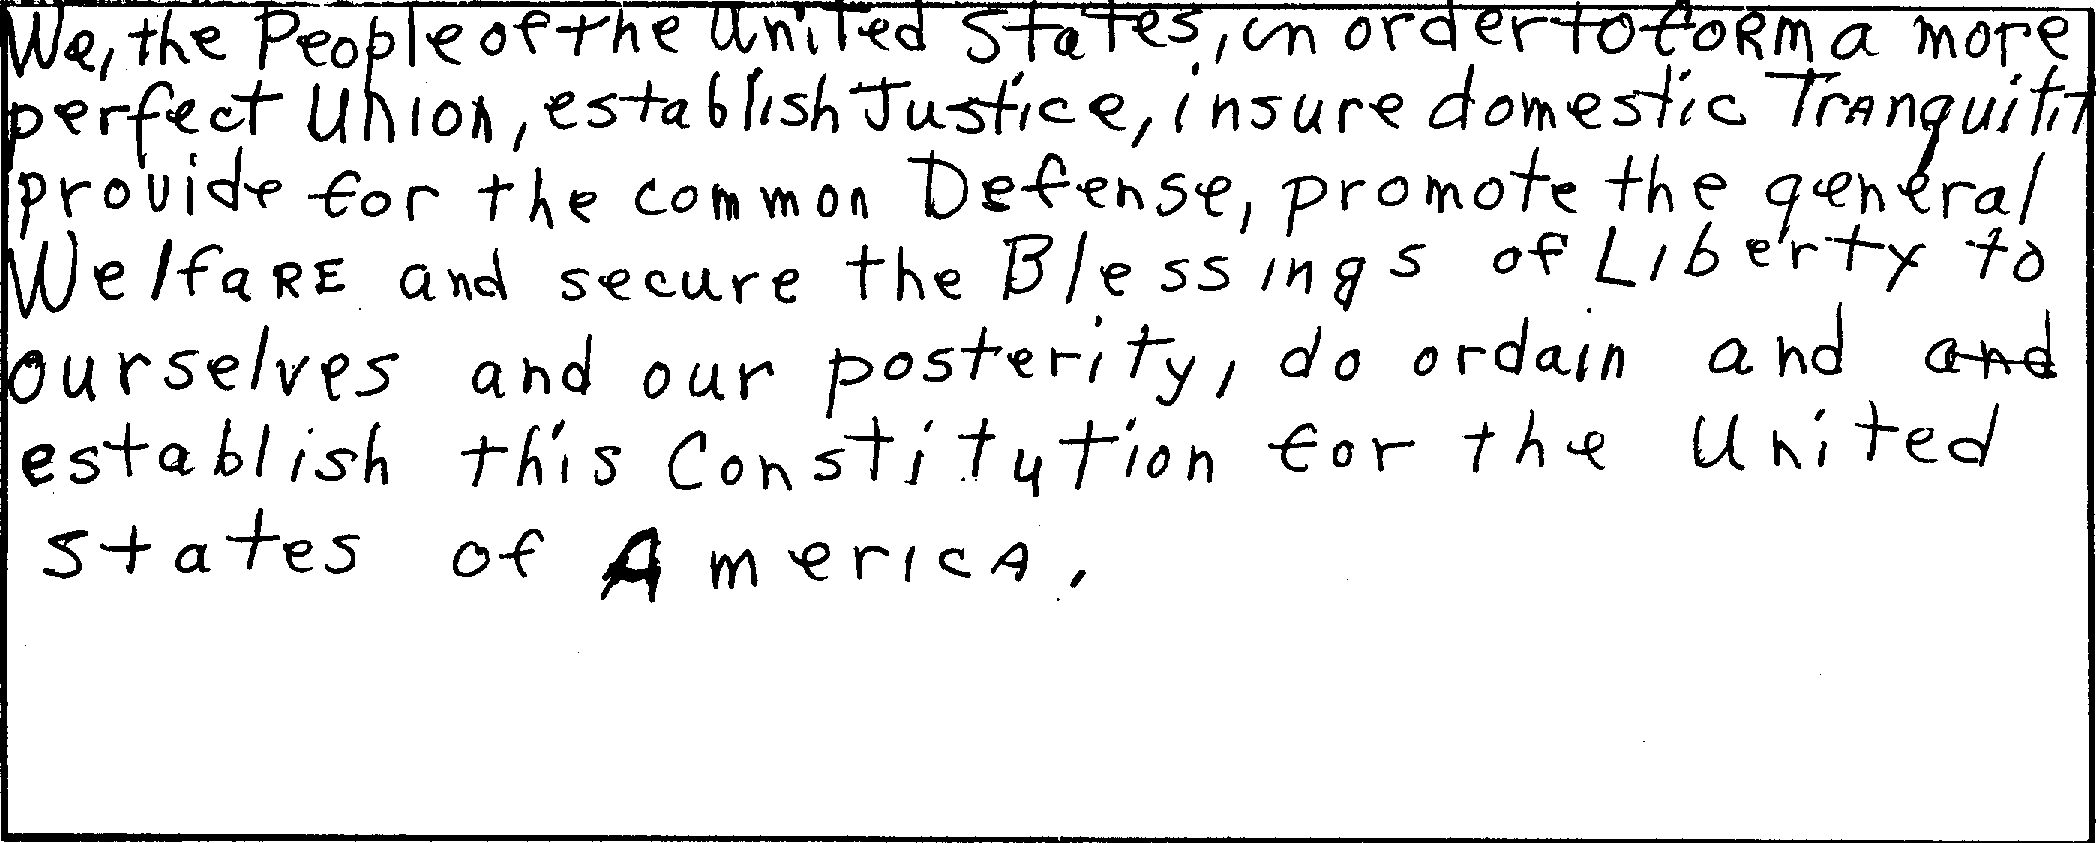 We, the People of the United States, in order to form a more
perfect Union, establish Justice, insure domestic Tranquitit
provide for the common Defense, promote the general
Welfare and secure the Blessings of Liberty to
ourselves and our posterity, do ordain and and
establish this Constitution for the United
States of America.